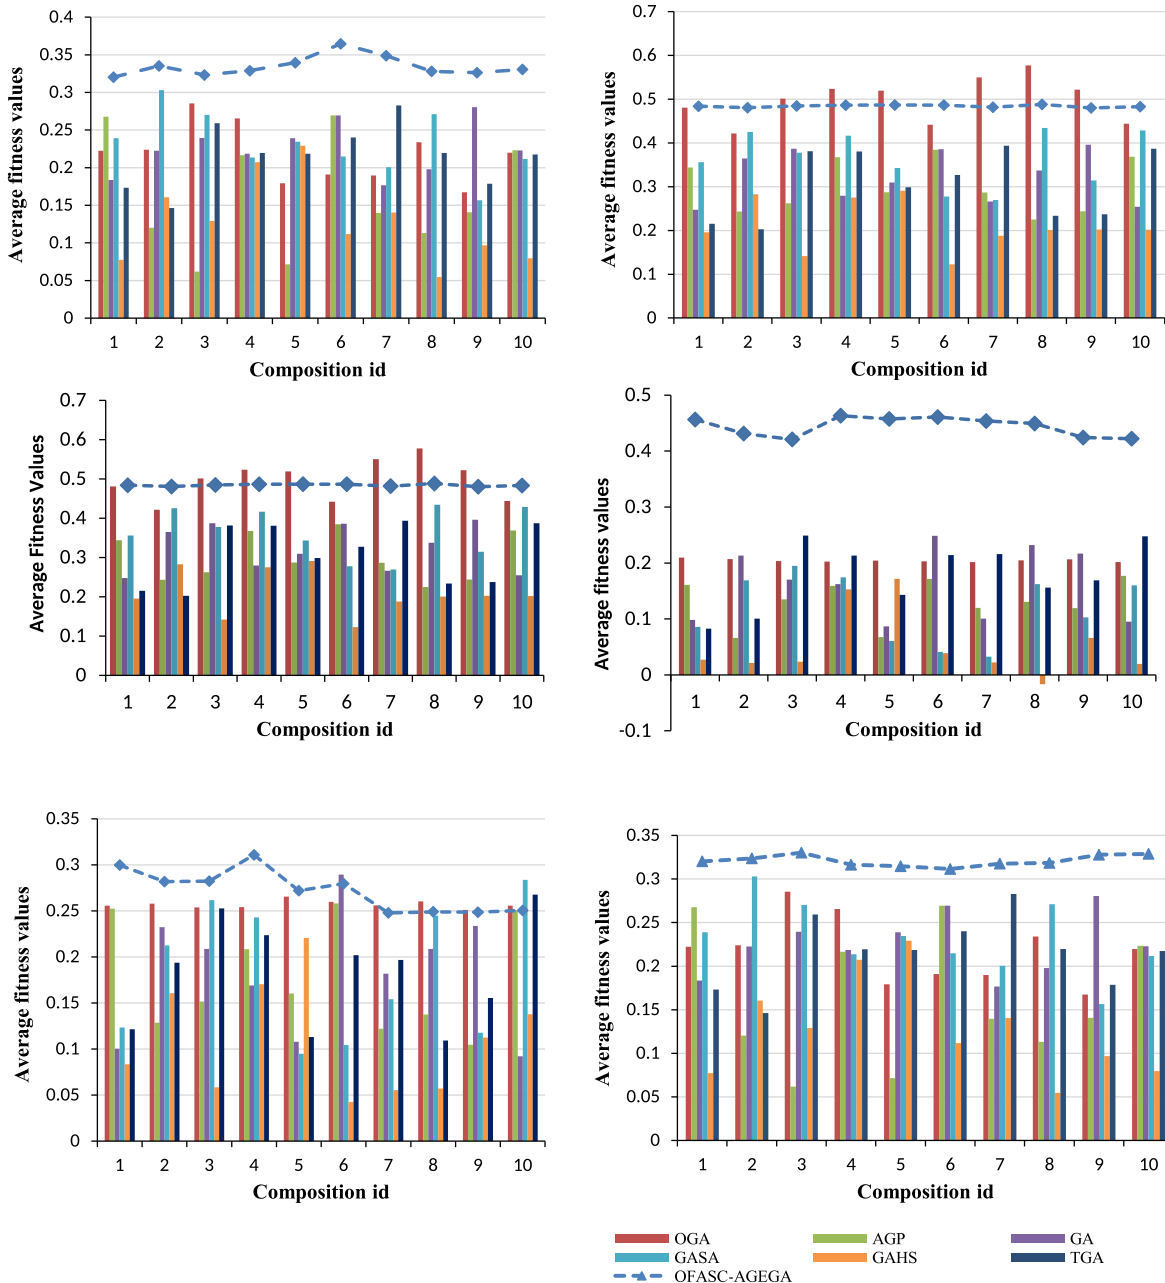 0.4
0.35
0.3
0.25
0.2
0.15
0.1
0.05
0
Average fitness values
1 2 3 4 5 6 7 8 9 10
Composition id
0.7
0.6
0.5
0.4
0.3
0.2
0.1
0
Average fitness values
1 2 3 4 5 6 7 8 9 10
Composition id
0.7
0.6
0.5
0.4
0.3
0.2
0.1
0
Average Fitness Values
1 2 3 4 5 6 7 8 9 10
Composition id
0.5
0.4
0.3
0.2
0.1
0
-0.1
Average fitness values
1 2 3 4 5 6 7 8 9 10
Composition id
0.35
0.3
0.25
0.2
0.15
0.1
0.05
0
Average fitness values
1 2 3 4 5 6 7 8 9 10
Composition id
0.35
0.3
0.25
0.2
0.15
0.1
0.05
0
Average fitness values
1 2 3 4 5 6 7 8 9 10
Composition id
OGA AGP GA
GASA GAHS TGA
OFASC-AGEGA